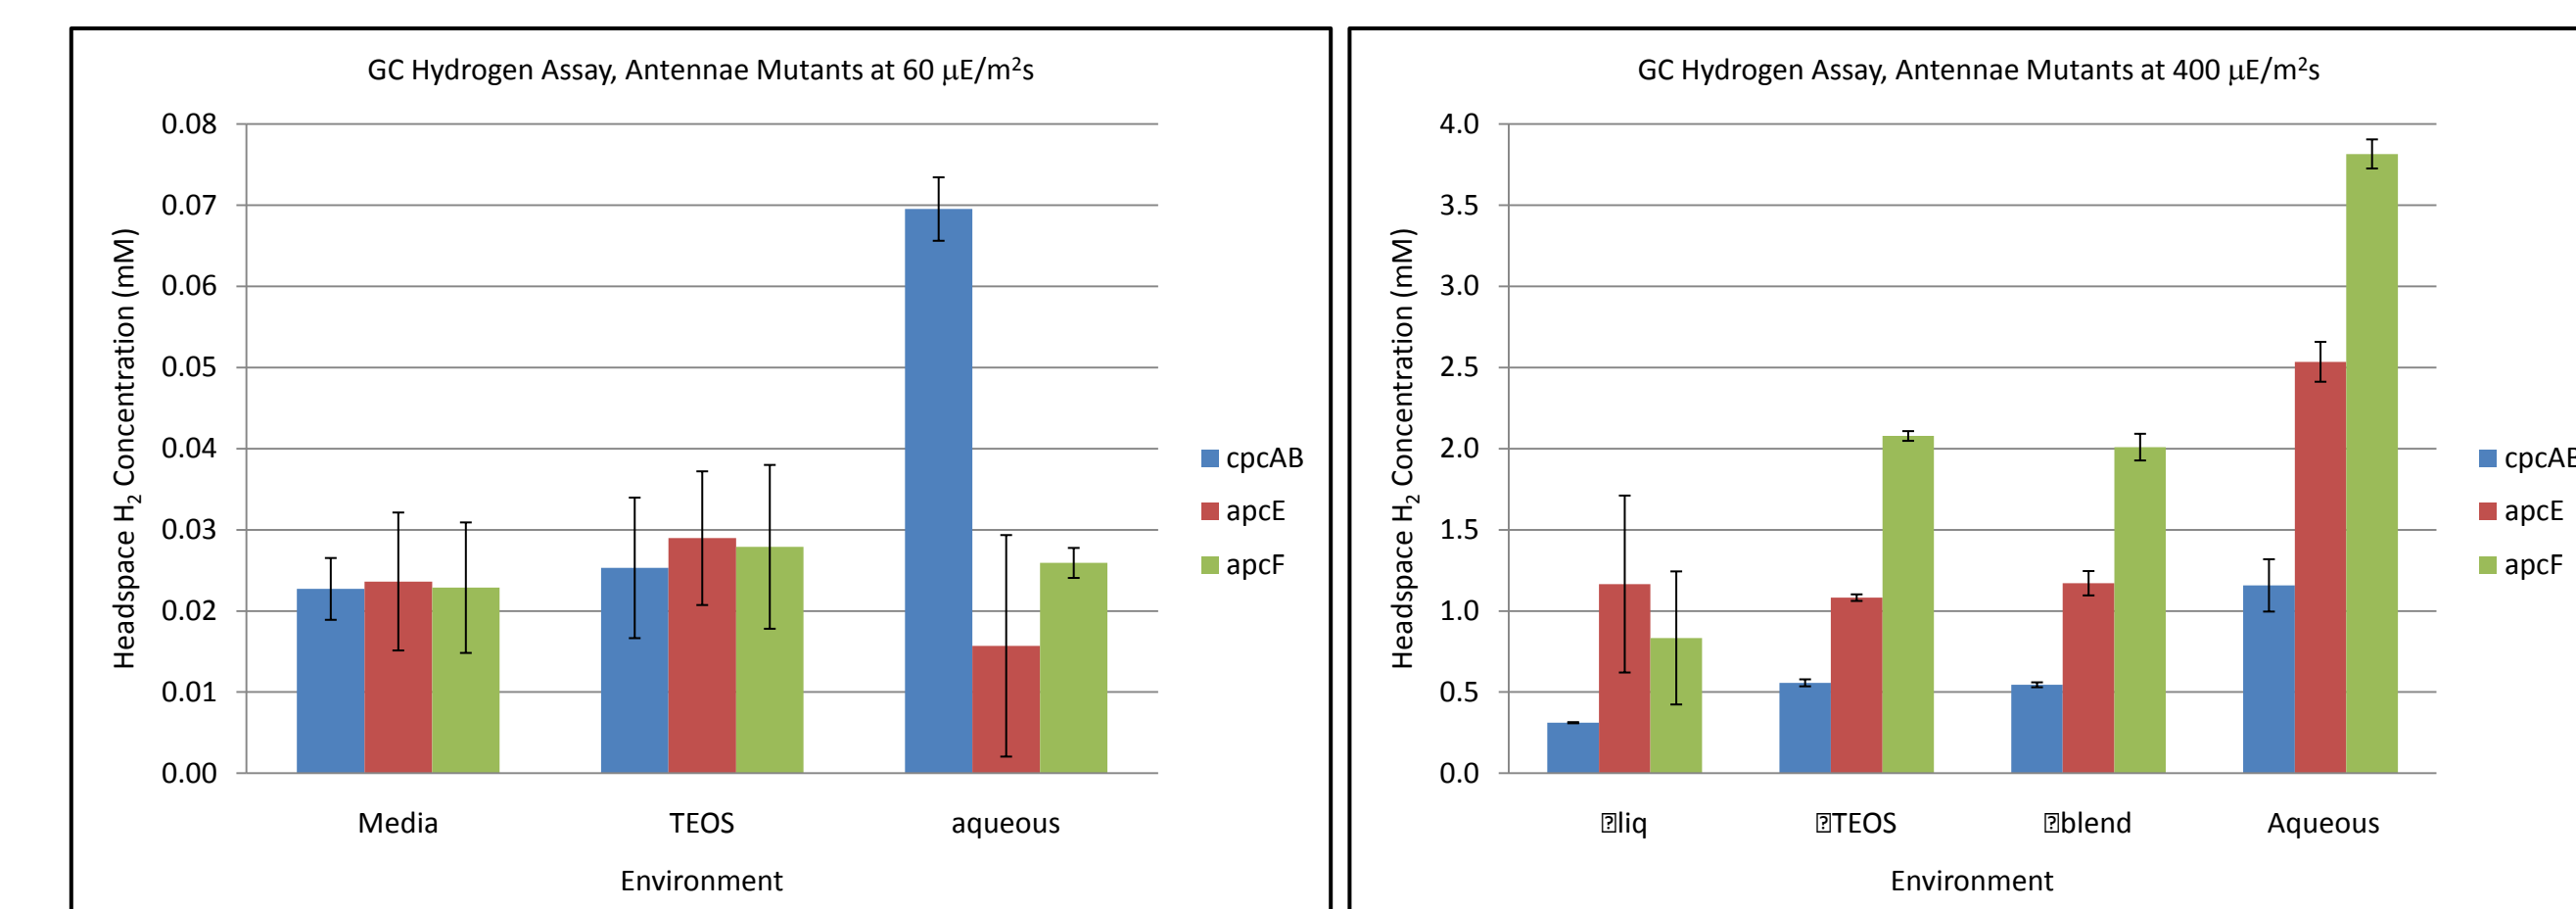 GC Hydrogen Assay, Antennae Mutants at 60 μE/m²s
Headspace H₂ Concentration (mM)
0.08
0.07
0.06
0.05
0.04
0.03
0.02
0.01
0.00
Media TEOS aqueous
Environment
cpcAB
apcE
apcF
GC Hydrogen Assay, Antennae Mutants at 400 μE/m²s
Headspace H₂ Concentration (mM)
4.0
3.5
3.0
2.5
2.0
1.5
1.0
0.5
0.0
⍰liq ⍰TEOS ⍰blend Aqueous
Environment
cpcAB
apcE
apcF